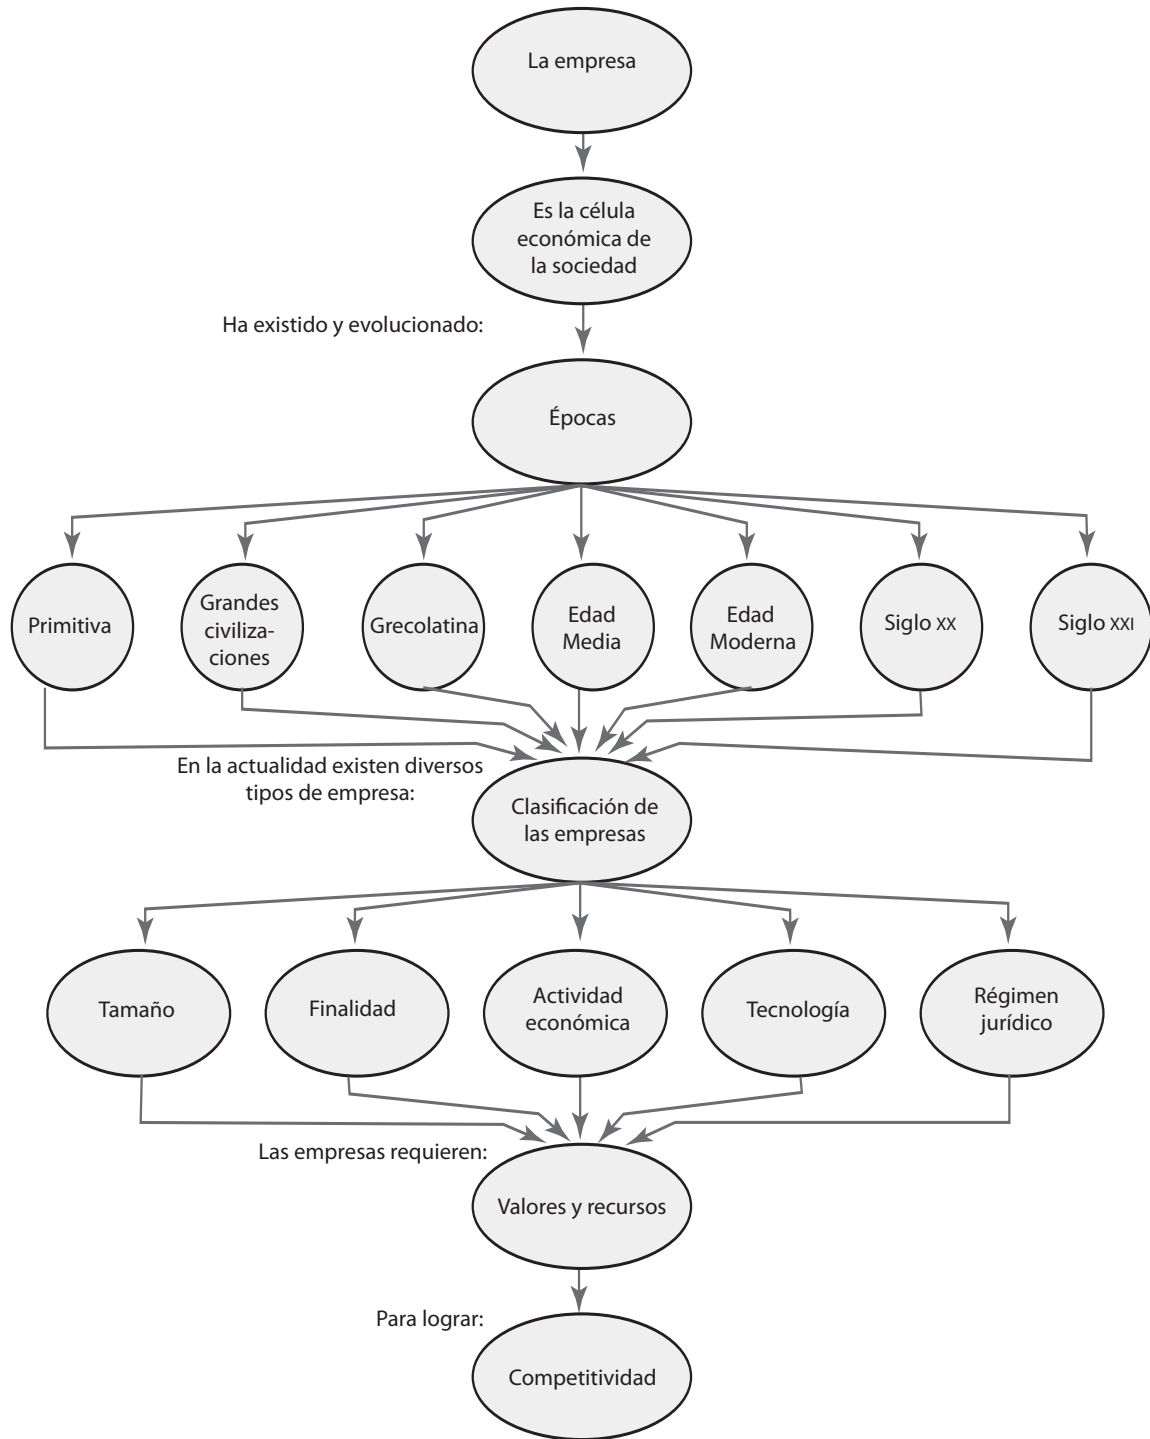 La empresa
Es la célula
económica de
la sociedad
Ha existido y evolucionado:
Épocas
Primitiva
Grandes
civiliza-
ciones
Grecolatina
Edad
Media
Edad
Moderna
Siglo XX
Siglo XXI
En la actualidad existen diversos
tipos de empresa:
Clasificación de
las empresas
Tamaño
Finalidad
Actividad
económica
Tecnología
Régimen
jurídico
Las empresas requieren:
Valores y recursos
Para lograr:
Competitividad